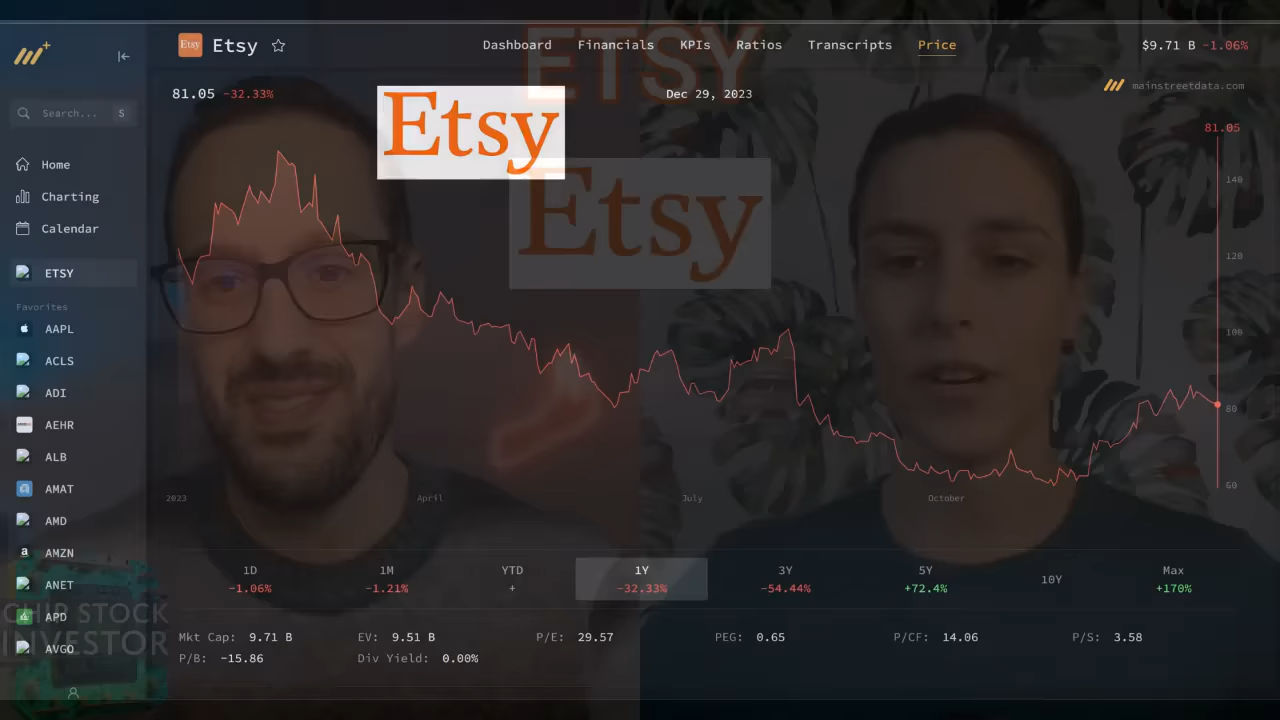 Etsy
Dashboard Financials KPIs Ratios Transcripts Price
$9.71 B -1.06%
ETSY
81.05 -32.33%
Dec 29, 2023
mainstreetdata.com
Etsy
Etsy
Etsy
Search... S
Home
Charting
Calendar
ETSY
Favorites
AAPL
ACLS
ADI
AEHR
ALB
AMAT
AMD
AMZN
ANET
APD
AVGO
81.05
140
120
100
80
60
2023 April July October
1D 1M YTD 1Y 3Y 5Y 10Y Max
-1.06% -1.21% + -32.33% -54.44% +72.4% +170%
Mkt Cap: 9.71 B EV: 9.51 B P/E: 29.57 PEG: 0.65 P/CF: 14.06 P/S: 3.58
P/B: -15.86 Div Yield: 0.00%
CHIP STOCK
INVESTOR